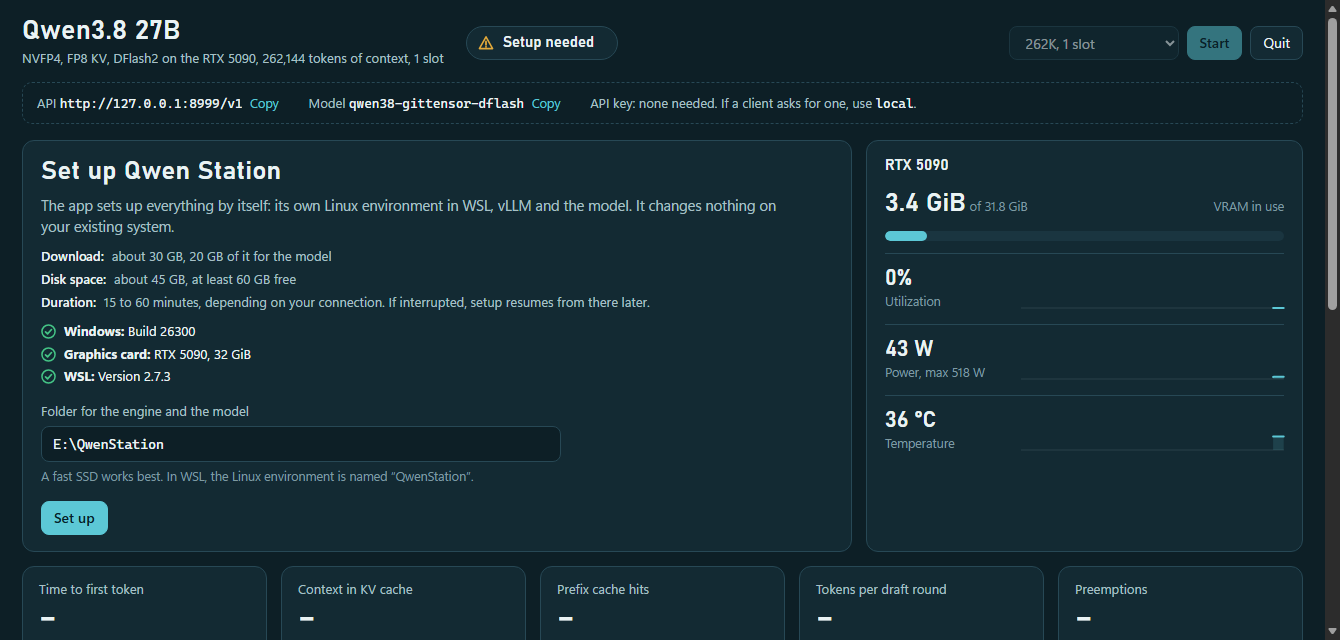 Qwen3.8 27B
NVFP4, FP8 KV, DFlash2 on the RTX 5090, 262,144 tokens of context, 1 slot
Setup needed
262K, 1 slot
Start
Quit
API http://127.0.0.1:8999/v1 Copy
Model qwen38-gittensor-dflash Copy
API key: none needed. If a client asks for one, use local.
Set up Qwen Station
The app sets up everything by itself: its own Linux environment in WSL, vLLM and the model. It changes nothing on
your existing system.
Download: about 30 GB, 20 GB of it for the model
Disk space: about 45 GB, at least 60 GB free
Duration: 15 to 60 minutes, depending on your connection. If interrupted, setup resumes from there later.
Windows: Build 26300
Graphics card: RTX 5090, 32 GiB
WSL: Version 2.7.3
Folder for the engine and the model
E:\QwenStation
A fast SSD works best. In WSL, the Linux environment is named “QwenStation”.
Set up
RTX 5090
3.4 GiB of 31.8 GiB
VRAM in use
0%
Utilization
43 W
Power, max 518 W
36 °C
Temperature
Time to first token
–
Context in KV cache
–
Prefix cache hits
–
Tokens per draft round
–
Preemptions
–